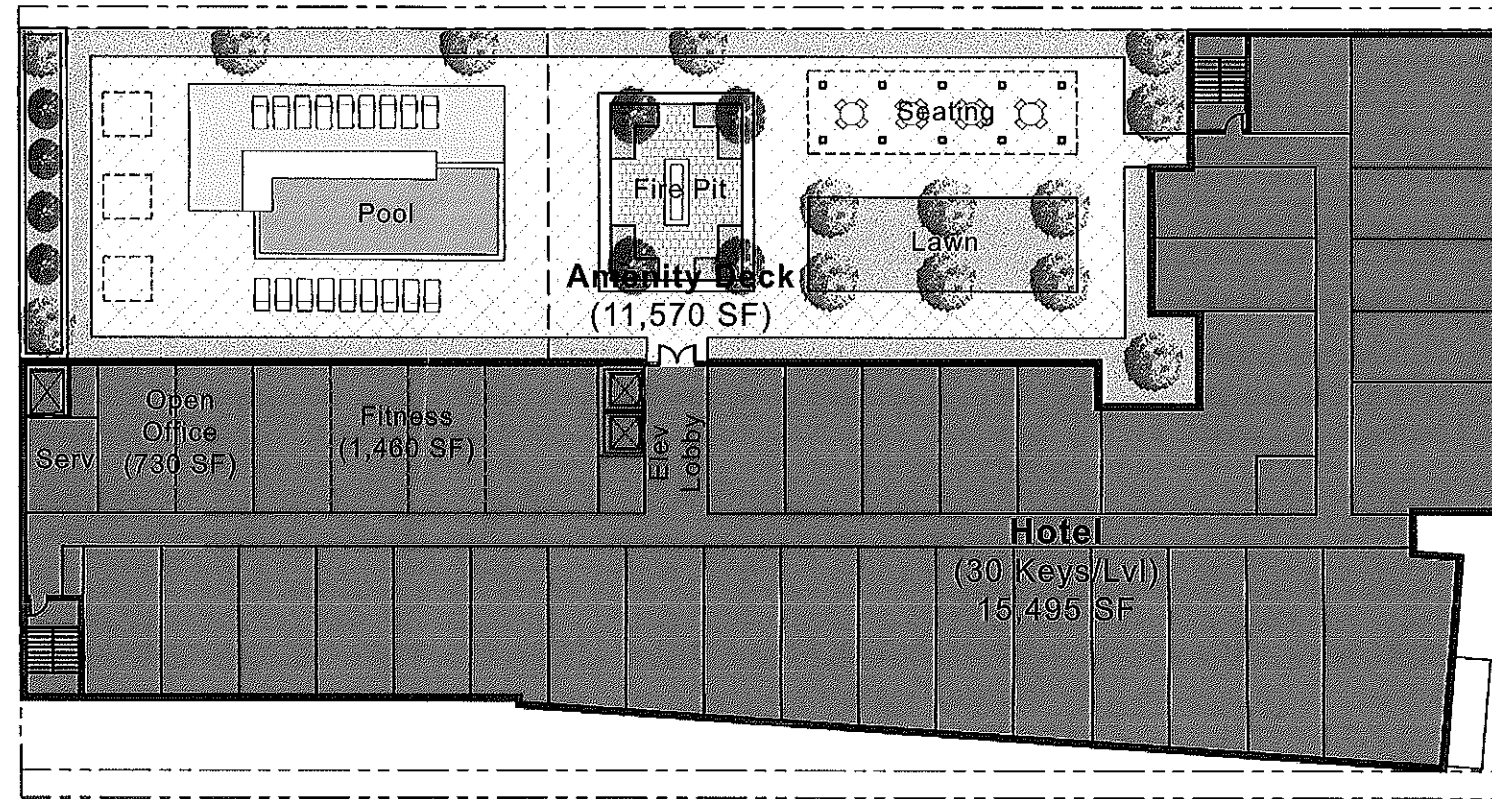 Seating
Fire Pit
Pool
Lawn
Amenity Deck
(11,570 SF)
Open
Office
(730 SF)
Fitness
(1,460 SF)
Serv
Elev
Lobby
Hotel
(30 Keys/Lvl)
15,495 SF